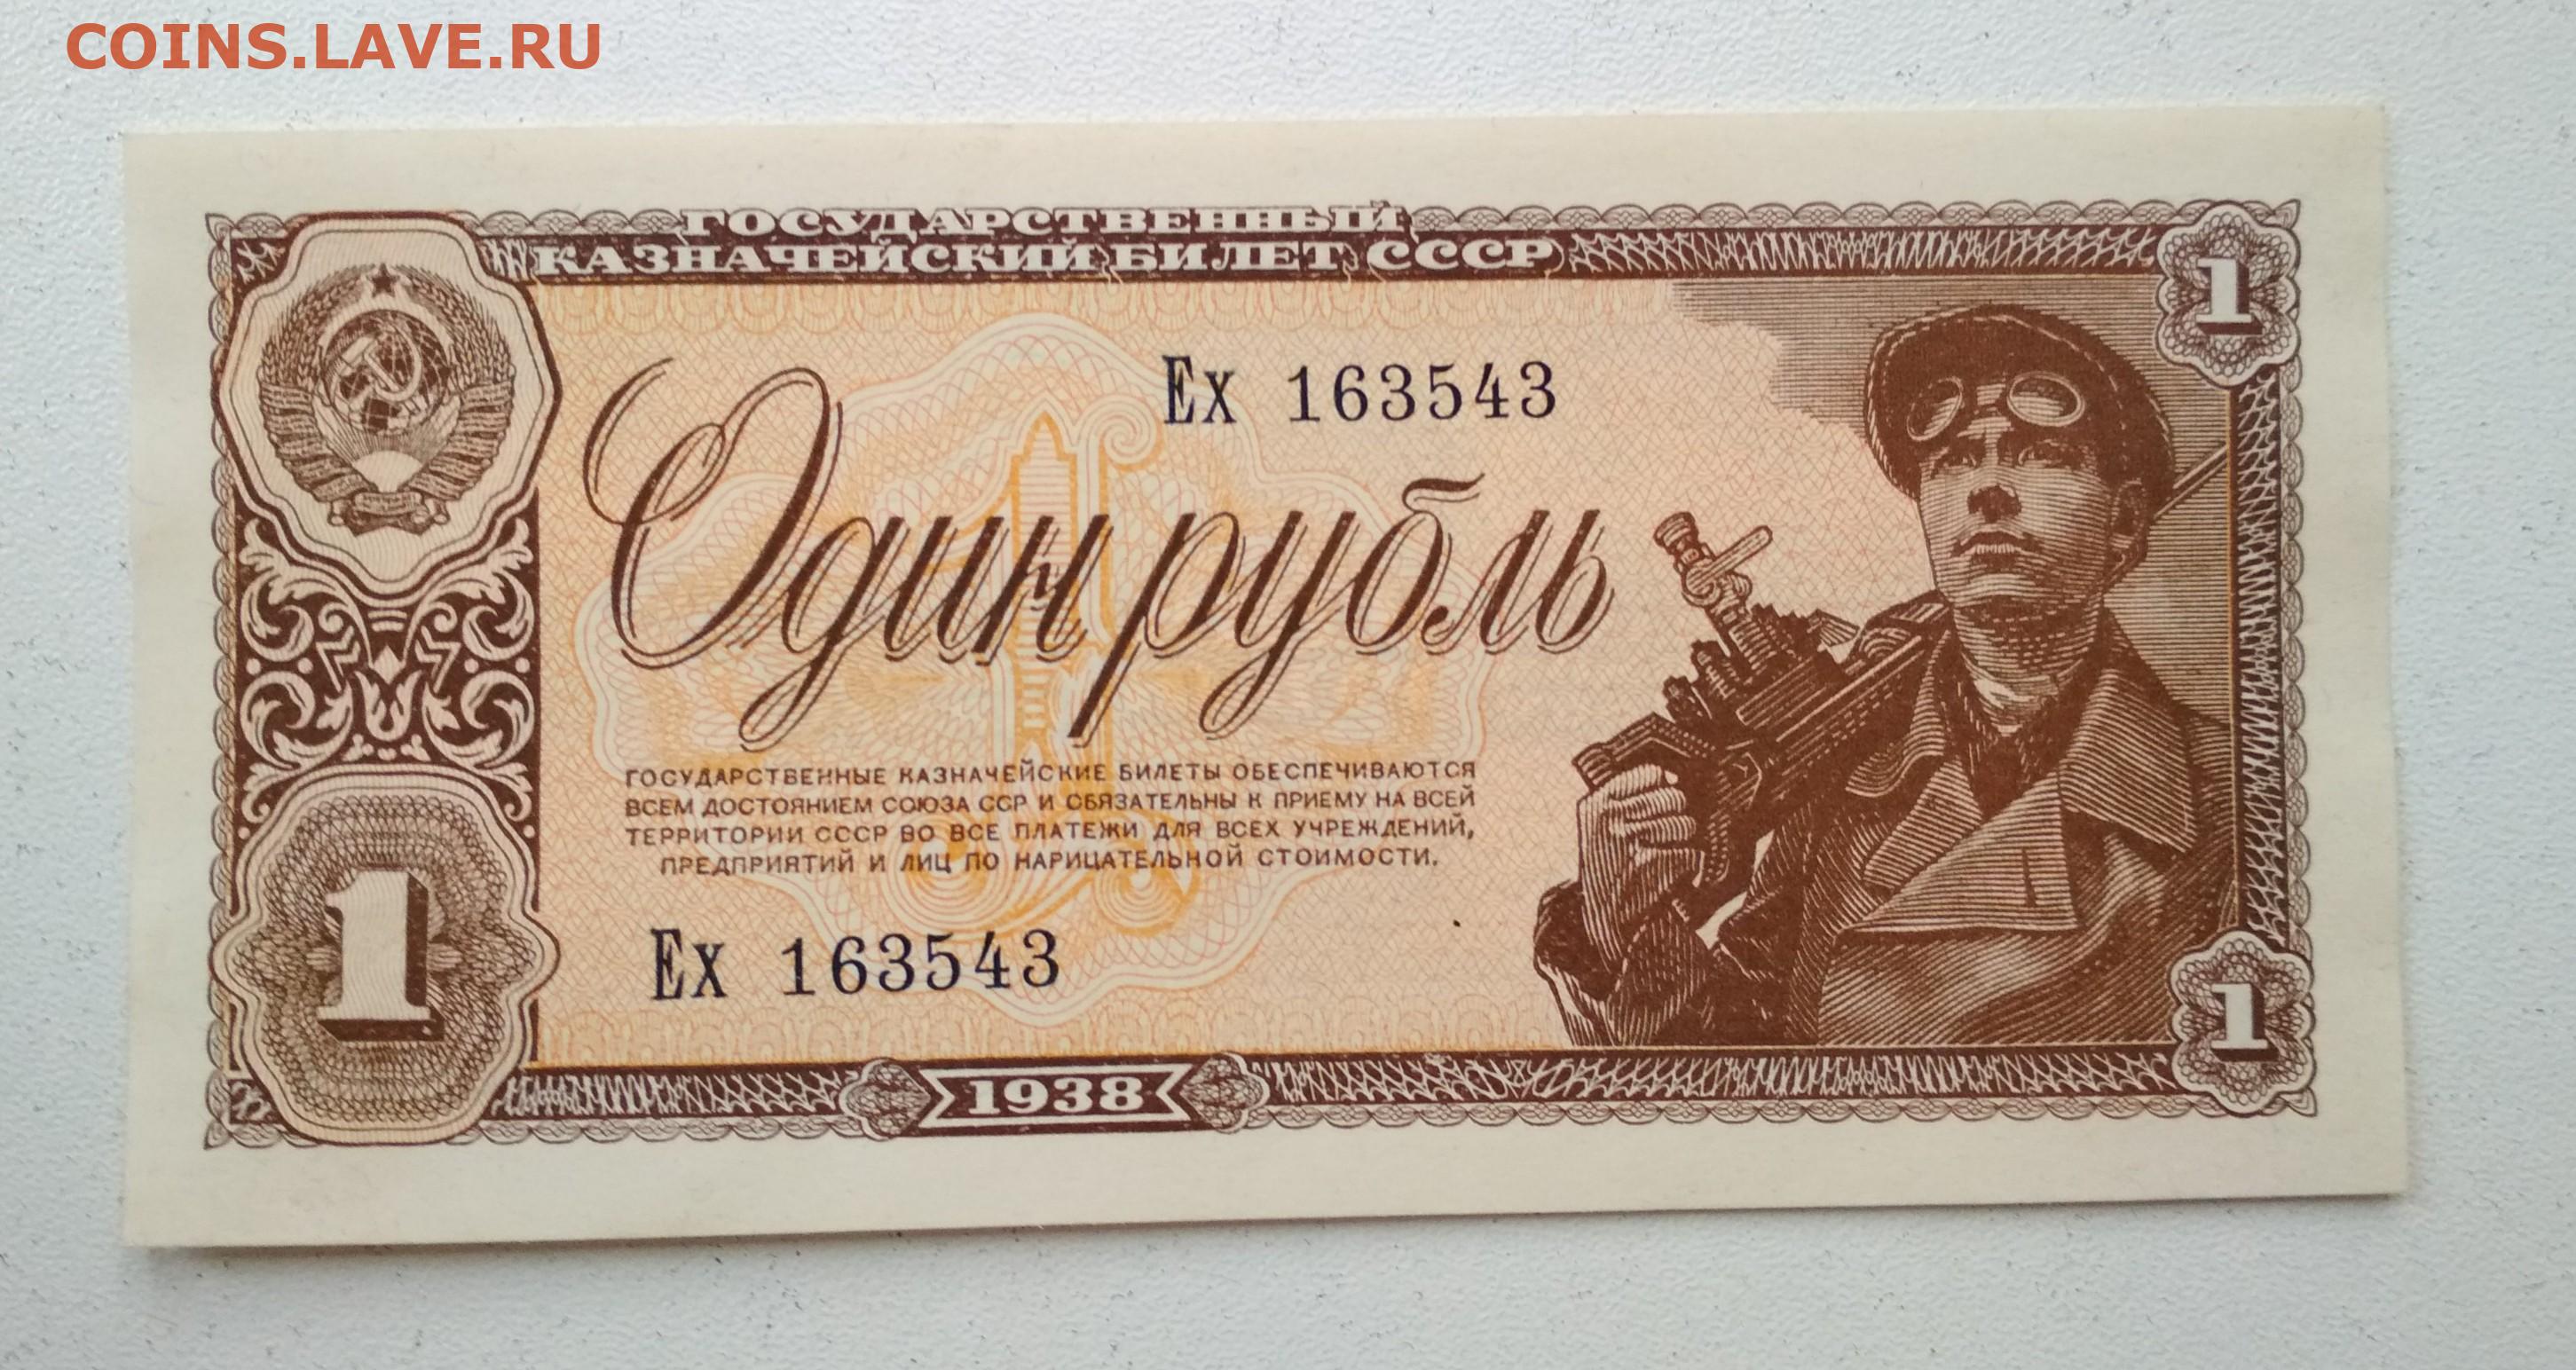 COINS.LAVE.RU
ГОСУДАРСТВЕННЫЙ
КАЗНАЧЕЙСКИЙ БИЛЕТ СССР
1
Ех 163543
Один рубль
ГОСУДАРСТВЕННЫЕ КАЗНАЧЕЙСКИЕ БИЛЕТЫ ОБЕСПЕЧИВАЮТСЯ
ВСЕМ ДОСТОЯНИЕМ СОЮЗА ССР И ОБЯЗАТЕЛЬНЫ К ПРИЕМУ НА ВСЕЙ
ТЕРРИТОРИИ СССР ВО ВСЕ ПЛАТЕЖИ ДЛЯ ВСЕХ УЧРЕЖДЕНИЙ,
ПРЕДПРИЯТИЙ И ЛИЦ ПО НАРИЦАТЕЛЬНОЙ СТОИМОСТИ.
1
Ех 163543
1
1938